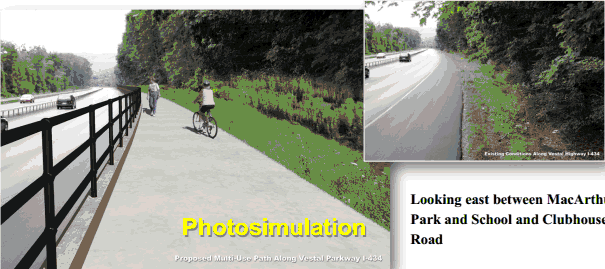 Existing Conditions Along Vestal Highway I-434
Looking east between MacArthu
Park and School and Clubhouse
Road
Photosimulation
Proposed Multi-Use Path Along Vestal Parkway I-434